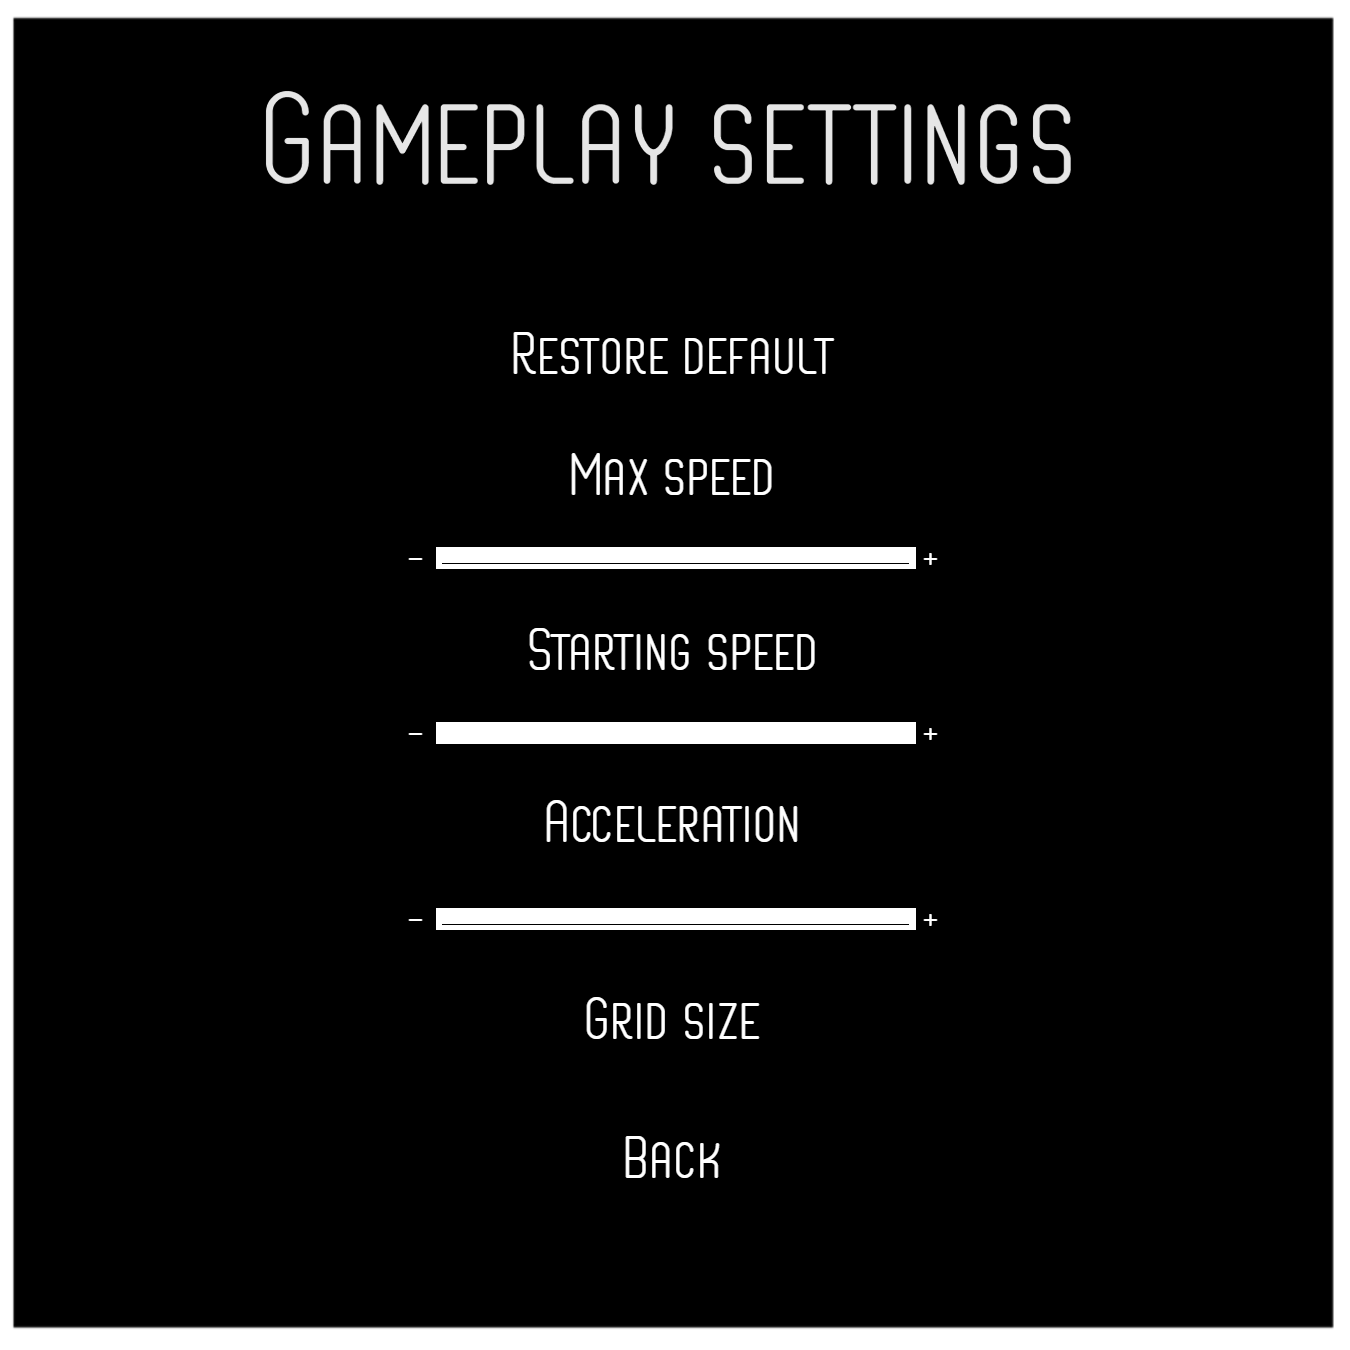 Gameplay settings
Restore default
Max speed
- +
Starting speed
- +
Acceleration
- +
Grid size
Back